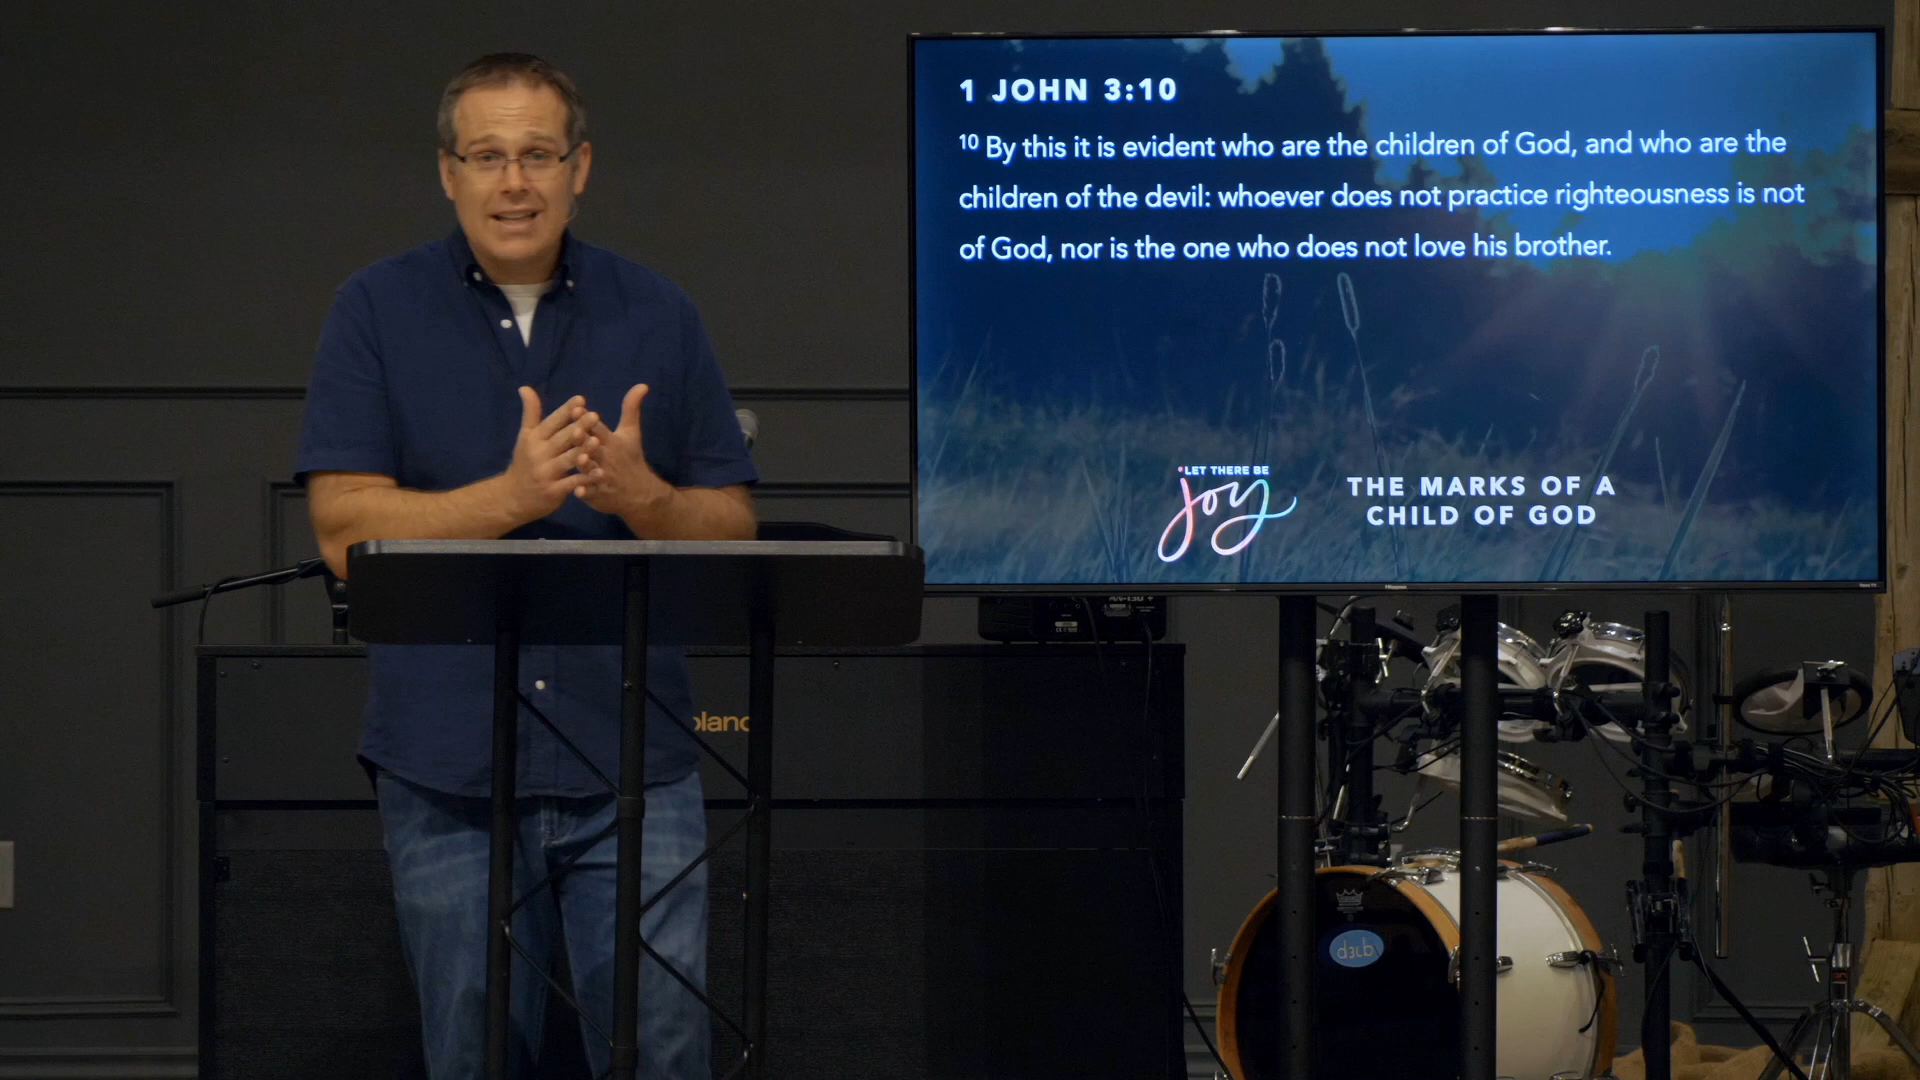 1 JOHN 3:10
10 By this it is evident who are the children of God, and who are the
children of the devil: whoever does not practice righteousness is not
of God, nor is the one who does not love his brother.
LET THERE BE
joy
THE MARKS OF A
CHILD OF GOD
Hisense
oland
d3Lb